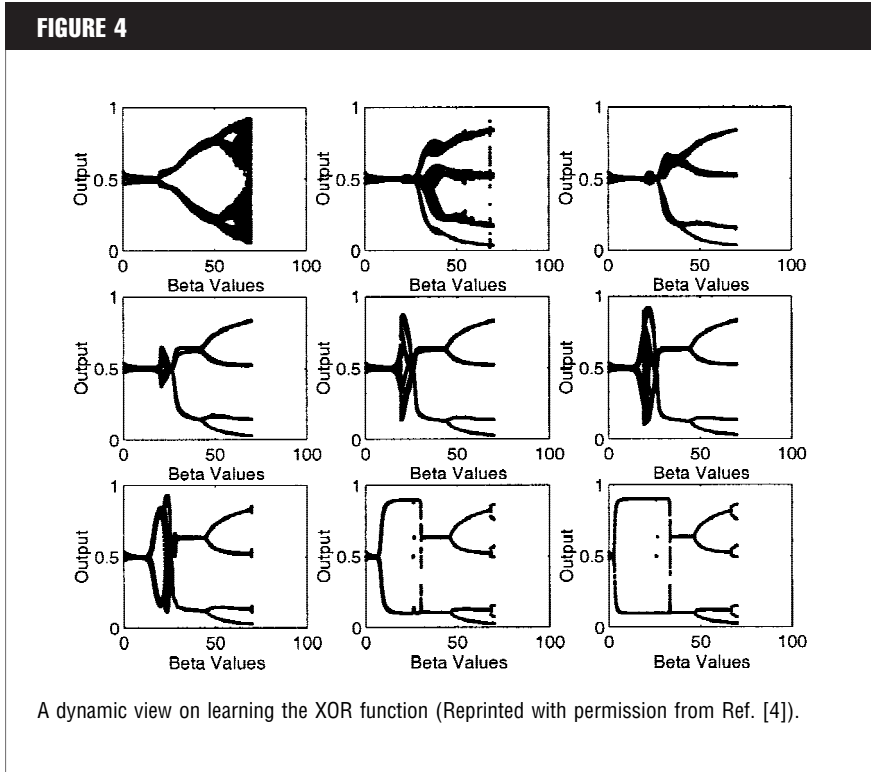 FIGURE 4
1
Output
0.5
0
0
50
100
Beta Values
1
Output
0.5
0
0
50
100
Beta Values
1
Output
0.5
0
0
50
100
Beta Values
1
Output
0.5
0
0
50
100
Beta Values
1
Output
0.5
0
0
50
100
Beta Values
1
Output
0.5
0
0
50
100
Beta Values
1
Output
0.5
0
0
50
100
Beta Values
1
Output
0.5
0
0
50
100
Beta Values
1
Output
0.5
0
0
50
100
Beta Values
A dynamic view on learning the XOR function (Reprinted with permission from Ref. [4]).